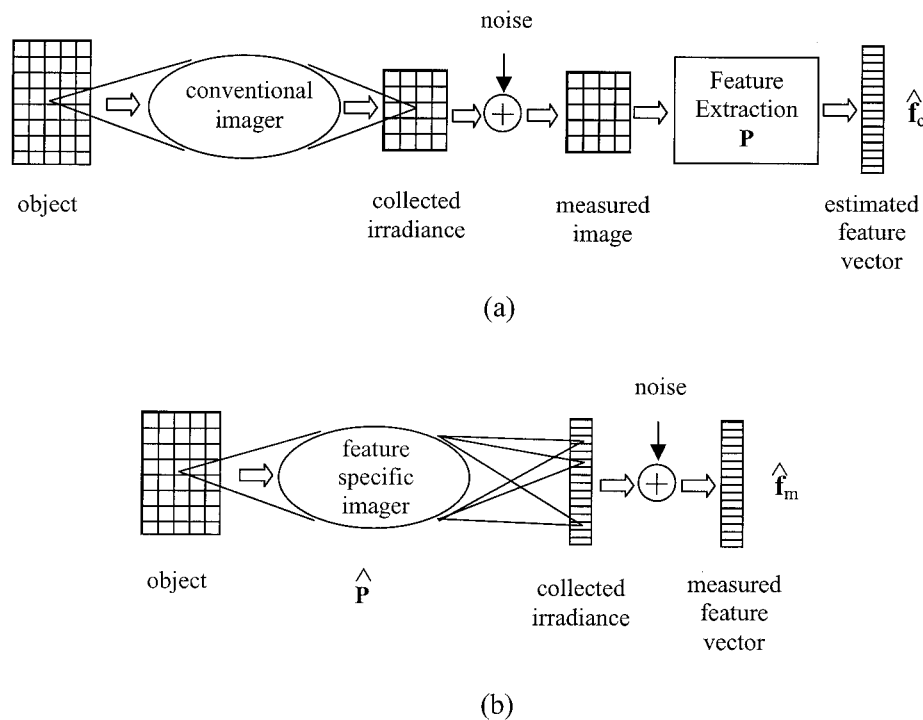 noise
conventional
imager
+
Feature
Extraction
P
f̂c
object
collected
irradiance
measured
image
estimated
feature
vector
(a)
noise
feature
specific
imager
+
f̂m
object
P̂
collected
irradiance
measured
feature
vector
(b)